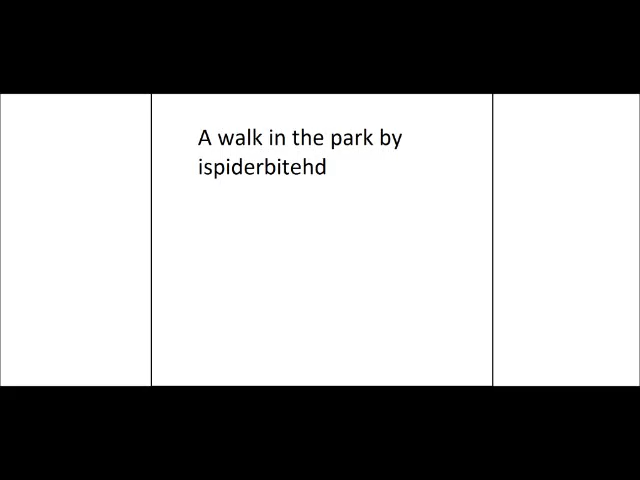 A walk in the park by
ispiderbitehd